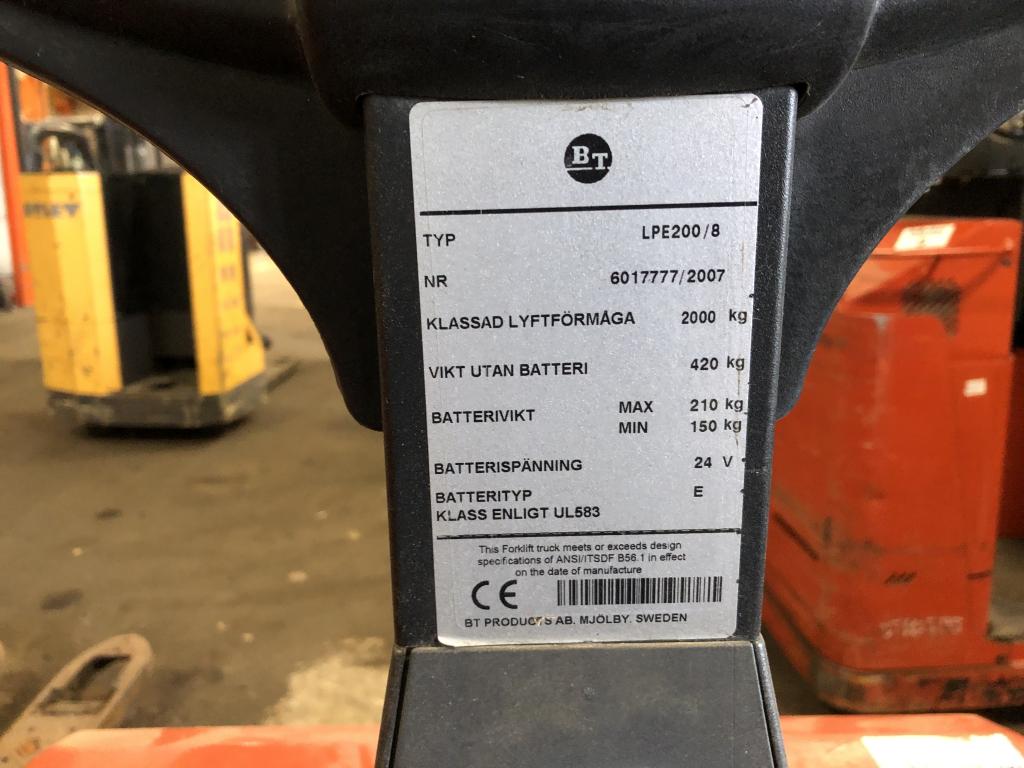 BT
TYP LPE200/8
NR 6017777/2007
KLASSAD LYFTFÖRMÅGA 2000 kg
VIKT UTAN BATTERI 420 kg
BATTERIVIKT MAX 210 kg
MIN 150 kg
BATTERISPÄNNING 24 V
BATTERITYP E
KLASS ENLIGT UL583
This Forklift truck meets or exceeds design
specifications of ANSI/ITSDF B56.1 in effect
on the date of manufacture
CE
BT PRODUCTS AB. MJÖLBY. SWEDEN